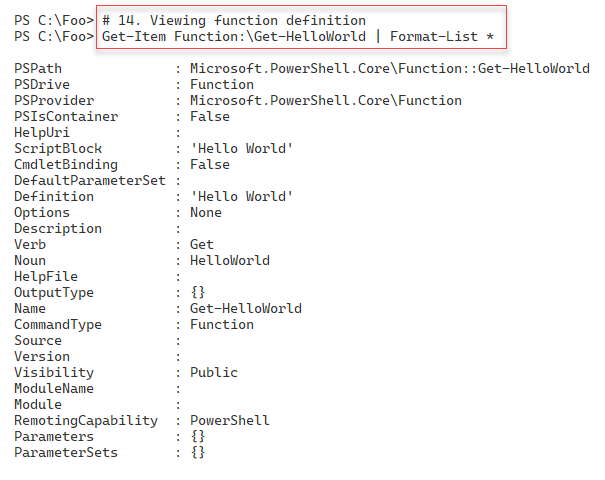 PS C:\Foo> # 14. Viewing function definition
PS C:\Foo> Get-Item Function:\Get-HelloWorld | Format-List *
PSPath              : Microsoft.PowerShell.Core\Function::Get-HelloWorld
PSDrive             : Function
PSProvider          : Microsoft.PowerShell.Core\Function
PSIsContainer       : False
HelpUri             :
ScriptBlock         : 'Hello World'
CmdletBinding       : False
DefaultParameterSet :
Definition          : 'Hello World'
Options             : None
Description         :
Verb                : Get
Noun                : HelloWorld
HelpFile            :
OutputType          : {}
Name                : Get-HelloWorld
CommandType         : Function
Source              :
Version             :
Visibility          : Public
ModuleName          :
Module              :
RemotingCapability  : PowerShell
Parameters          : {}
ParameterSets       : {}